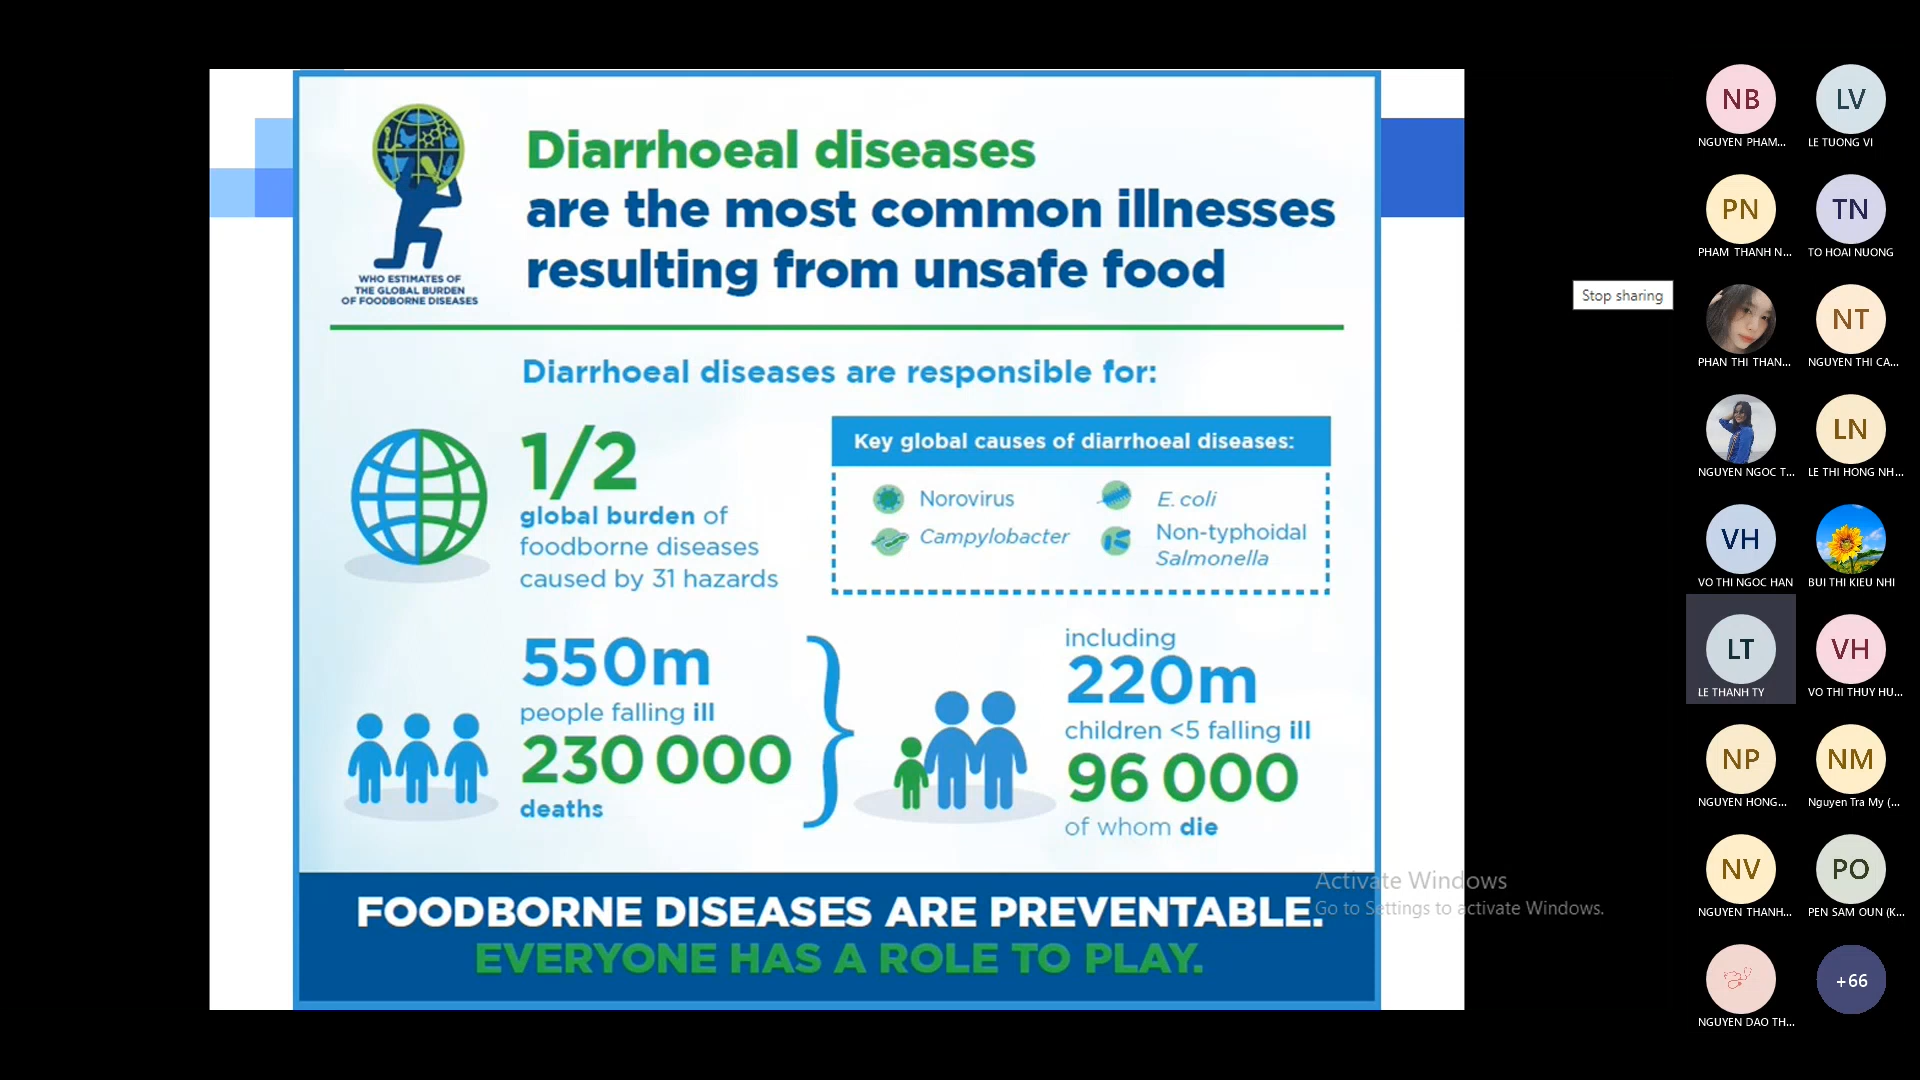 WHO ESTIMATES OF
THE GLOBAL BURDEN
OF FOODBORNE DISEASES
Diarrhoeal diseases
are the most common illnesses
resulting from unsafe food
Diarrhoeal diseases are responsible for:
1/2
global burden of
foodborne diseases
caused by 31 hazards
Key global causes of diarrhoeal diseases:
Norovirus
E. coli
Campylobacter
Non-typhoidal
Salmonella
550m
people falling ill
230 000
deaths
including
220m
children <5 falling ill
96 000
of whom die
FOODBORNE DISEASES ARE PREVENTABLE.
EVERYONE HAS A ROLE TO PLAY.
Activate Windows
Go to Settings to activate Windows.
Stop sharing
NB
NGUYEN PHAM...
LV
LE TUONG VI
PN
PHAM THANH N...
TN
TO HOAI NUONG
PHAN THI THAN...
NT
NGUYEN THI CA...
NGUYEN NGOC T...
LN
LE THI HONG NH...
VH
VO THI NGOC HAN
BUI THI KIEU NHI
LT
LE THANH TY
VH
VO THI THUY HU...
NP
NGUYEN HONG...
NM
Nguyen Tra My (...
NV
NGUYEN THANH...
PO
PEN SAM OUN (K...
NGUYEN DAO TH...
+66